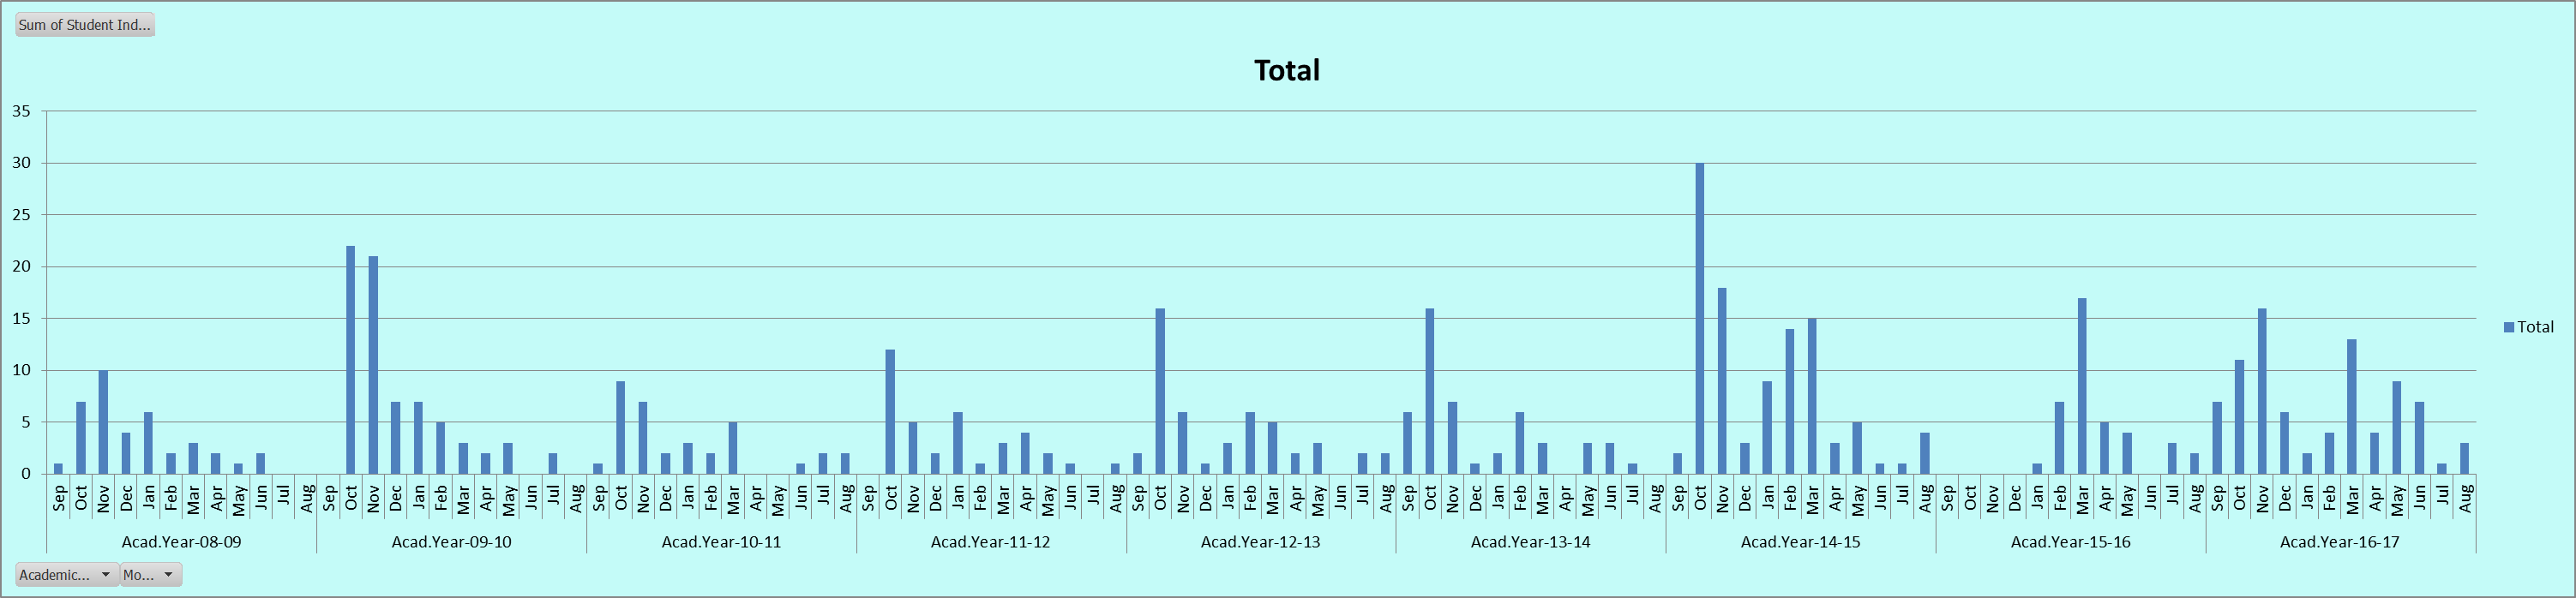 Sum of Student Ind...
Total
35
30
25
20
15
10
5
0
Sep Oct Nov Dec Jan Feb Mar Apr May Jun Jul Aug Sep Oct Nov Dec Jan Feb Mar Apr May Jun Jul Aug Sep Oct Nov Dec Jan Feb Mar Apr May Jun Jul Aug Sep Oct Nov Dec Jan Feb Mar Apr May Jun Jul Aug Sep Oct Nov Dec Jan Feb Mar Apr May Jun Jul Aug Sep Oct Nov Dec Jan Feb Mar Apr May Jun Jul Aug Sep Oct Nov Dec Jan Feb Mar Apr May Jun Jul Aug Sep Oct Nov Dec Jan Feb Mar Apr May Jun Jul Aug Sep Oct Nov Dec Jan Feb Mar Apr May Jun Jul Aug
Acad.Year-08-09 Acad.Year-09-10 Acad.Year-10-11 Acad.Year-11-12 Acad.Year-12-13 Acad.Year-13-14 Acad.Year-14-15 Acad.Year-15-16 Acad.Year-16-17
Total
Academic... Mo...